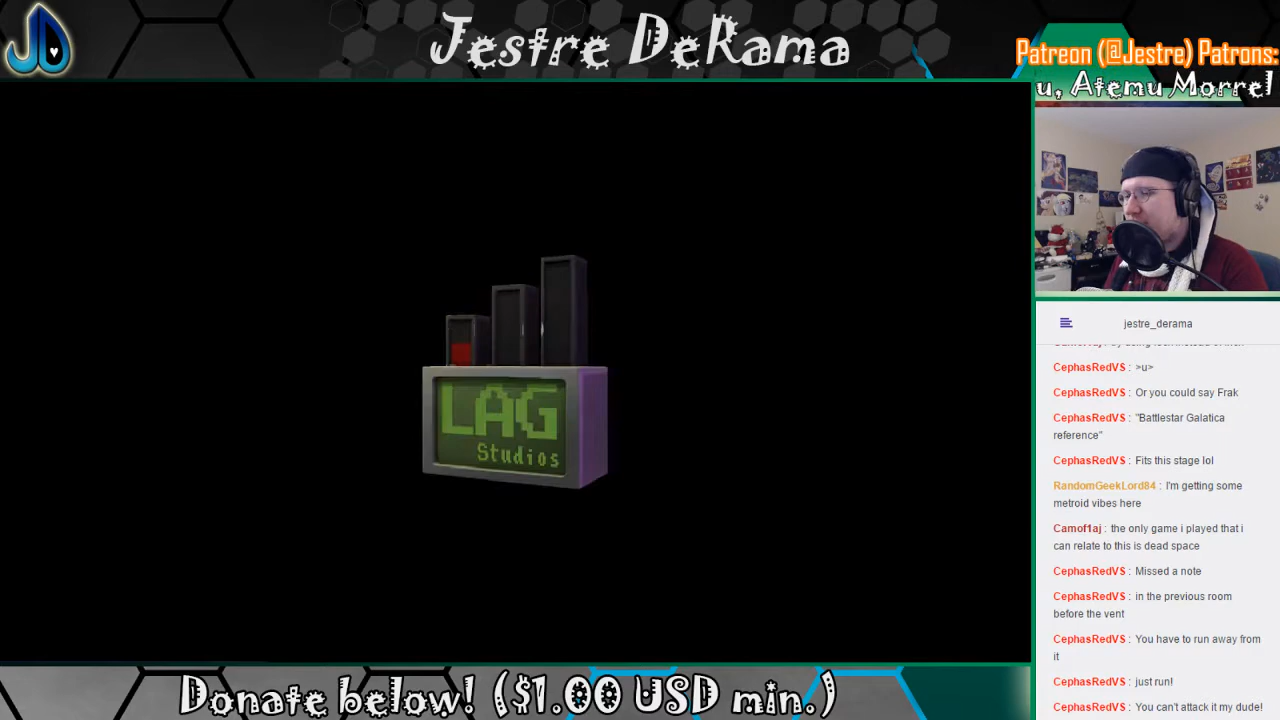 JD
Jestre DeRama
Patreon (@Jestre) Patrons:
u, Atemu Morrel
LAG
Studios
jestre_derama
CephasRedVS : >u>
CephasRedVS : Or you could say Frak
CephasRedVS : "Battlestar Galatica
reference"
CephasRedVS : Fits this stage lol
RandomGeekLord84 : I'm getting some
metroid vibes here
Camof1aj : the only game i played that i
can relate to this is dead space
CephasRedVS : Missed a note
CephasRedVS : in the previous room
before the vent
CephasRedVS : You have to run away from
it
CephasRedVS : just run!
CephasRedVS : You can't attack it my dude!
Donate below! ($1.00 USD min.)